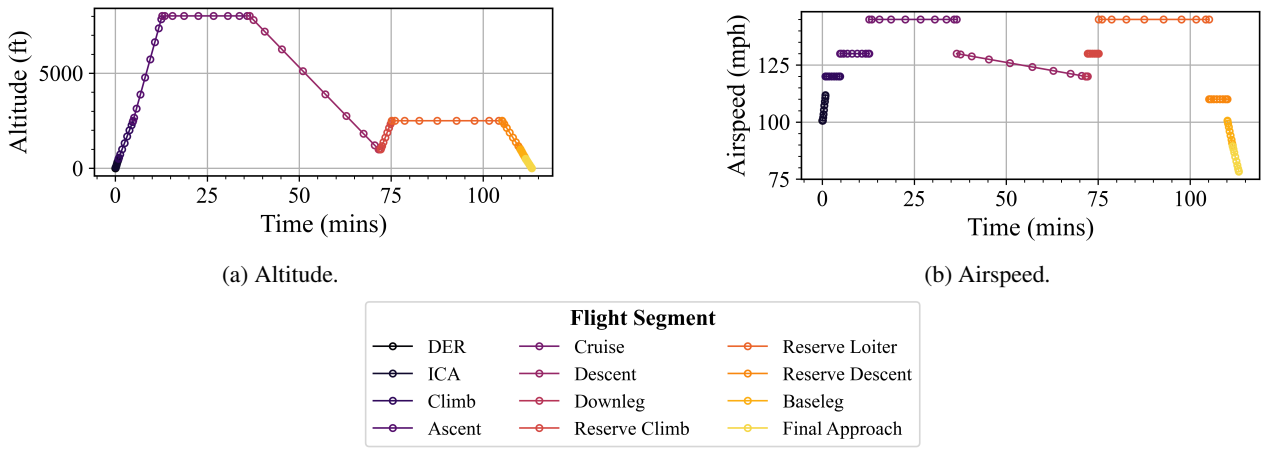 Altitude (ft)
5000
0
0
25
50
75
100
Time (mins)
(a) Altitude.
Airspeed (mph)
125
100
75
0
25
50
75
100
Time (mins)
(b) Airspeed.
Flight Segment
DER
ICA
Climb
Ascent
Cruise
Descent
Downleg
Reserve Climb
Reserve Loiter
Reserve Descent
Baseleg
Final Approach